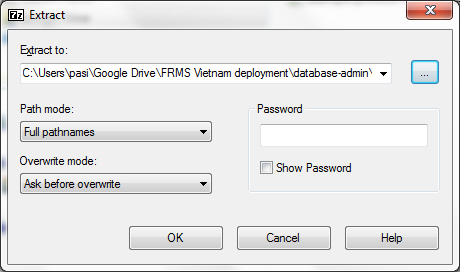 7z Extract
Extract to:
C:\Users\pasi\Google Drive\FRMS Vietnam deployment\database-admin\
...
Path mode:
Full pathnames
Password
Overwrite mode:
Ask before overwrite
Show Password
OK Cancel Help